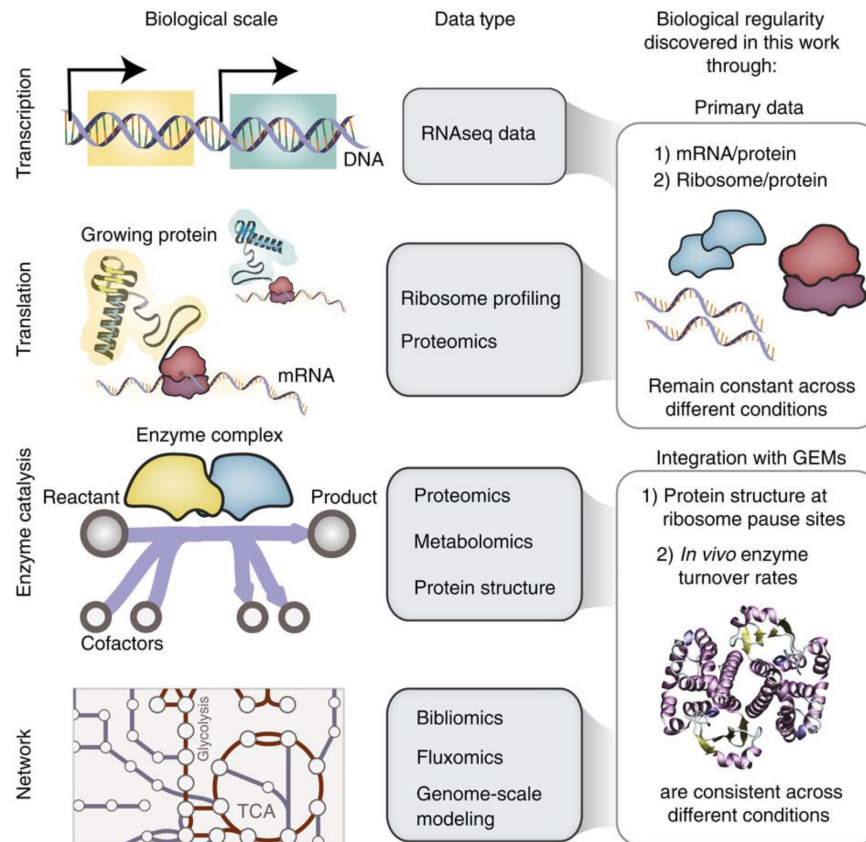 Biological scale
Data type
Biological regularity
discovered in this work
through:
Transcription
DNA
RNAseq data
Primary data
1) mRNA/protein
2) Ribosome/protein
Remain constant across
different conditions
Translation
Growing protein
mRNA
Ribosome profiling
Proteomics
Enzyme catalysis
Enzyme complex
Reactant
Product
Cofactors
Proteomics
Metabolomics
Protein structure
Integration with GEMs
1) Protein structure at
ribosome pause sites
2) In vivo enzyme
turnover rates
are consistent across
different conditions
Network
Glycolysis
TCA
Bibliomics
Fluxomics
Genome-scale
modeling